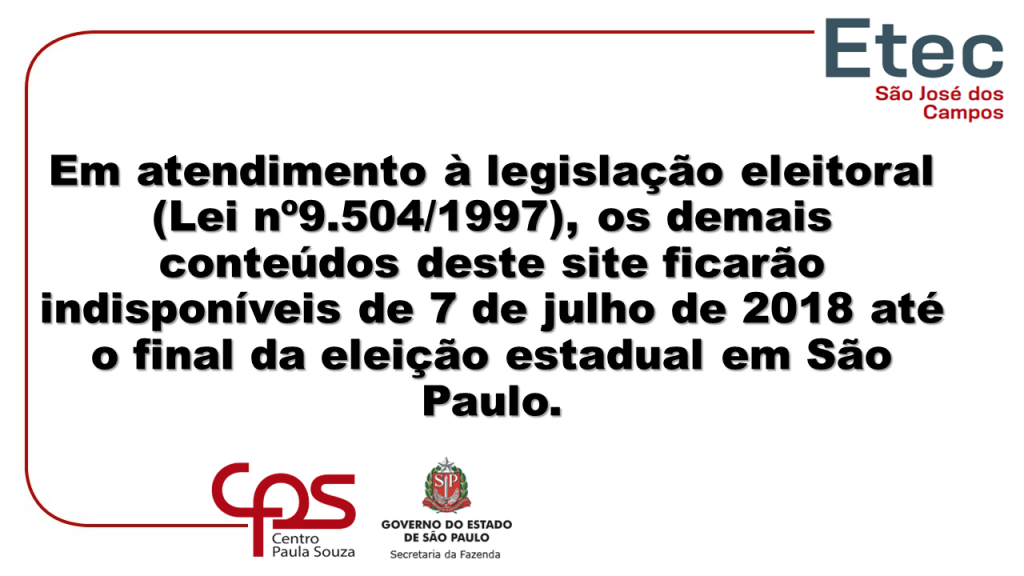 Etec
São José dos
Campos
Em atendimento à legislação eleitoral
(Lei nº9.504/1997), os demais
conteúdos deste site ficarão
indisponíveis de 7 de julho de 2018 até
o final da eleição estadual em São
Paulo.
cps
Centro
Paula Souza
SP
GOVERNO DO ESTADO
DE SÃO PAULO
Secretaria da Fazenda